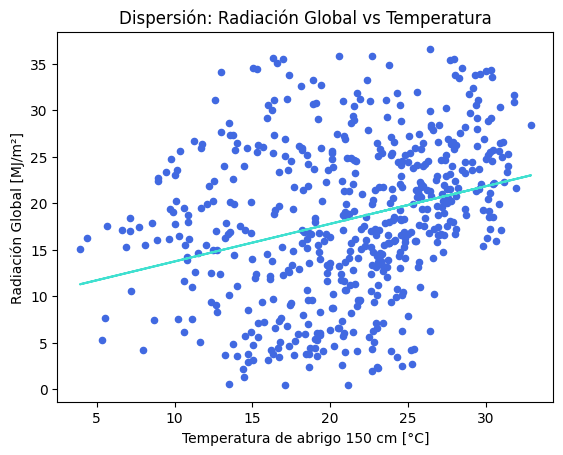 Dispersión: Radiación Global vs Temperatura
Radiación Global [MJ/m²]
35
30
25
20
15
10
5
0
5 10 15 20 25 30
Temperatura de abrigo 150 cm [°C]